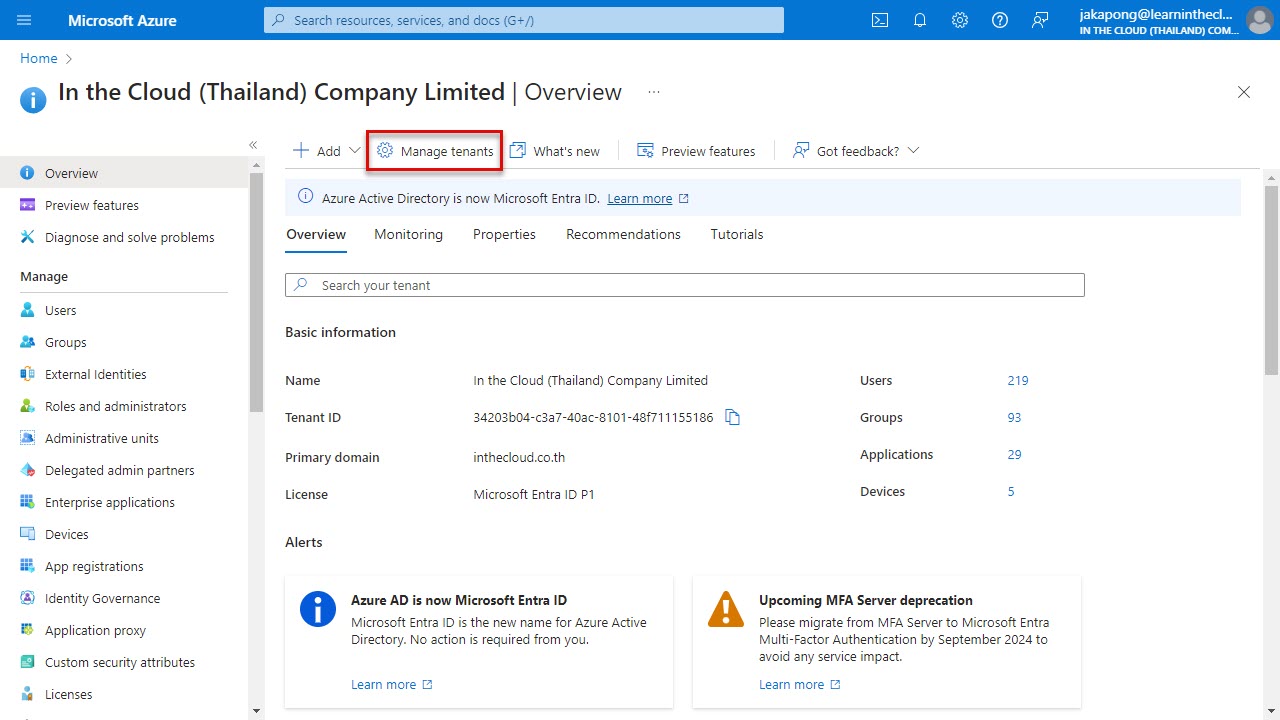 Microsoft Azure
Search resources, services, and docs (G+/)
jakapong@learninthecl...
IN THE CLOUD (THAILAND) COM...
Home
In the Cloud (Thailand) Company Limited | Overview ...
Add
Manage tenants
What's new
Preview features
Got feedback?
Overview
Preview features
Diagnose and solve problems
Manage
Users
Groups
External Identities
Roles and administrators
Administrative units
Delegated admin partners
Enterprise applications
Devices
App registrations
Identity Governance
Application proxy
Custom security attributes
Licenses
Azure Active Directory is now Microsoft Entra ID. Learn more
Overview Monitoring Properties Recommendations Tutorials
Search your tenant
Basic information
Name In the Cloud (Thailand) Company Limited Users 219
Tenant ID 34203b04-c3a7-40ac-8101-48f711155186 Groups 93
Primary domain inthecloud.co.th Applications 29
License Microsoft Entra ID P1 Devices 5
Alerts
Azure AD is now Microsoft Entra ID
Microsoft Entra ID is the new name for Azure Active
Directory. No action is required from you.
Learn more
Upcoming MFA Server deprecation
Please migrate from MFA Server to Microsoft Entra
Multi-Factor Authentication by September 2024 to
avoid any service impact.
Learn more